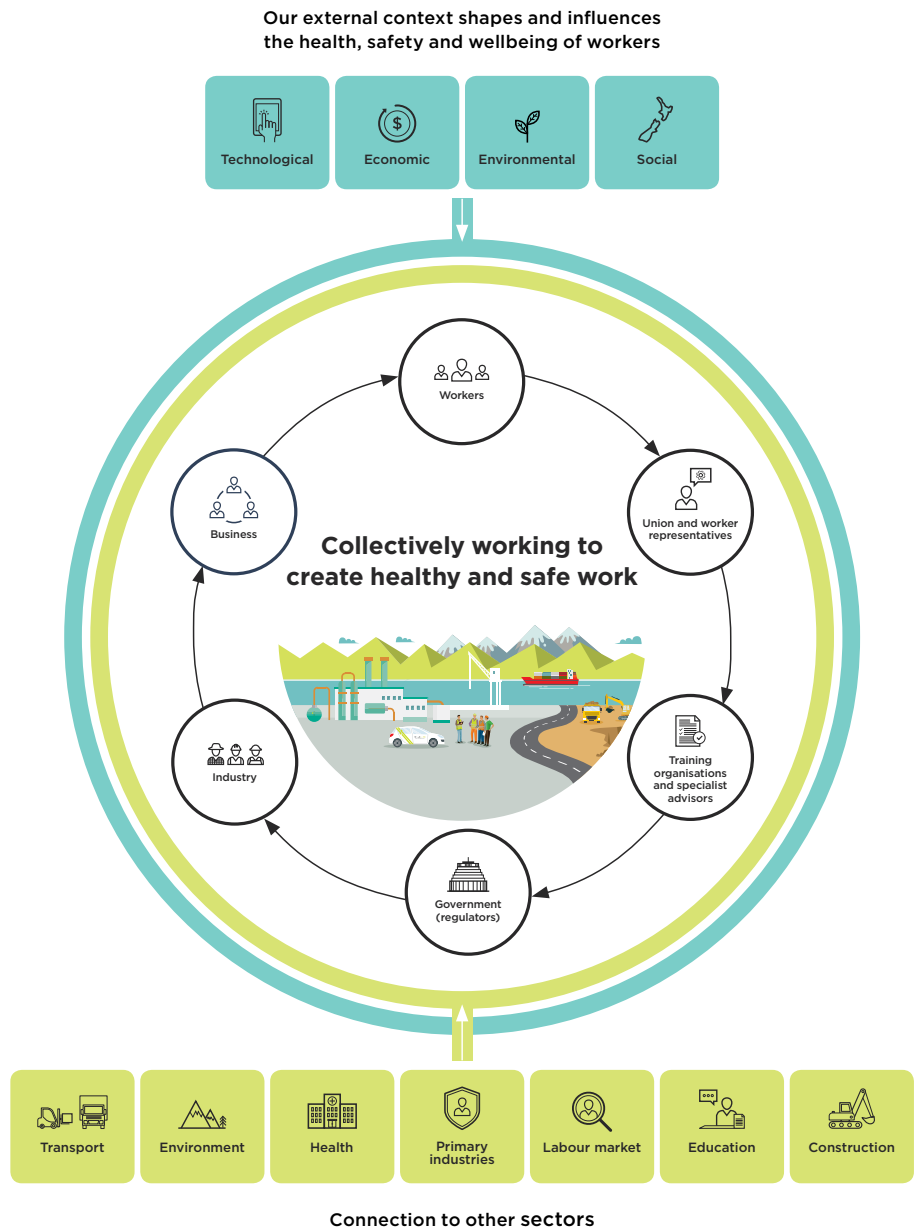 Our external context shapes and influences
the health, safety and wellbeing of workers
Technological
Economic
Environmental
Social
$
Workers
Union and worker
representatives
Training
organisations
and specialist
advisors
Government
(regulators)
Industry
Business
Collectively working to
create healthy and safe work
Transport
Environment
Health
Primary
industries
Labour market
Education
Construction
Connection to other sectors